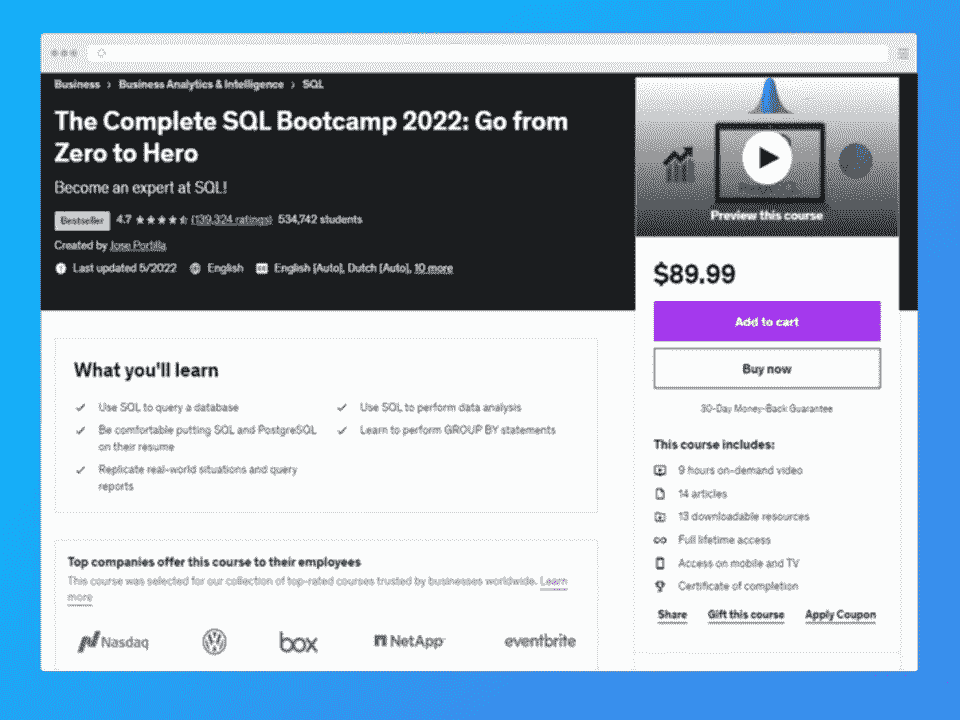 Business › Business Analytics & Intelligence › SQL
The Complete SQL Bootcamp 2022: Go from
Zero to Hero
Become an expert at SQL!
Bestseller 4.7 (139,324 ratings) 534,742 students
Created by Jose Portilla
Last updated 5/2022 English English [Auto], Dutch [Auto], 10 more
Preview this course
$89.99
Add to cart
Buy now
30-Day Money-Back Guarantee
This course includes:
9 hours on-demand video
14 articles
13 downloadable resources
Full lifetime access
Access on mobile and TV
Certificate of completion
Share Gift this course Apply Coupon
What you'll learn
Use SQL to query a database
Be comfortable putting SQL and PostgreSQL
on their resume
Replicate real-world situations and query
reports
Use SQL to perform data analysis
Learn to perform GROUP BY statements
Top companies offer this course to their employees
This course was selected for our collection of top-rated courses trusted by businesses worldwide. Learn
more
Nasdaq box NetApp eventbrite